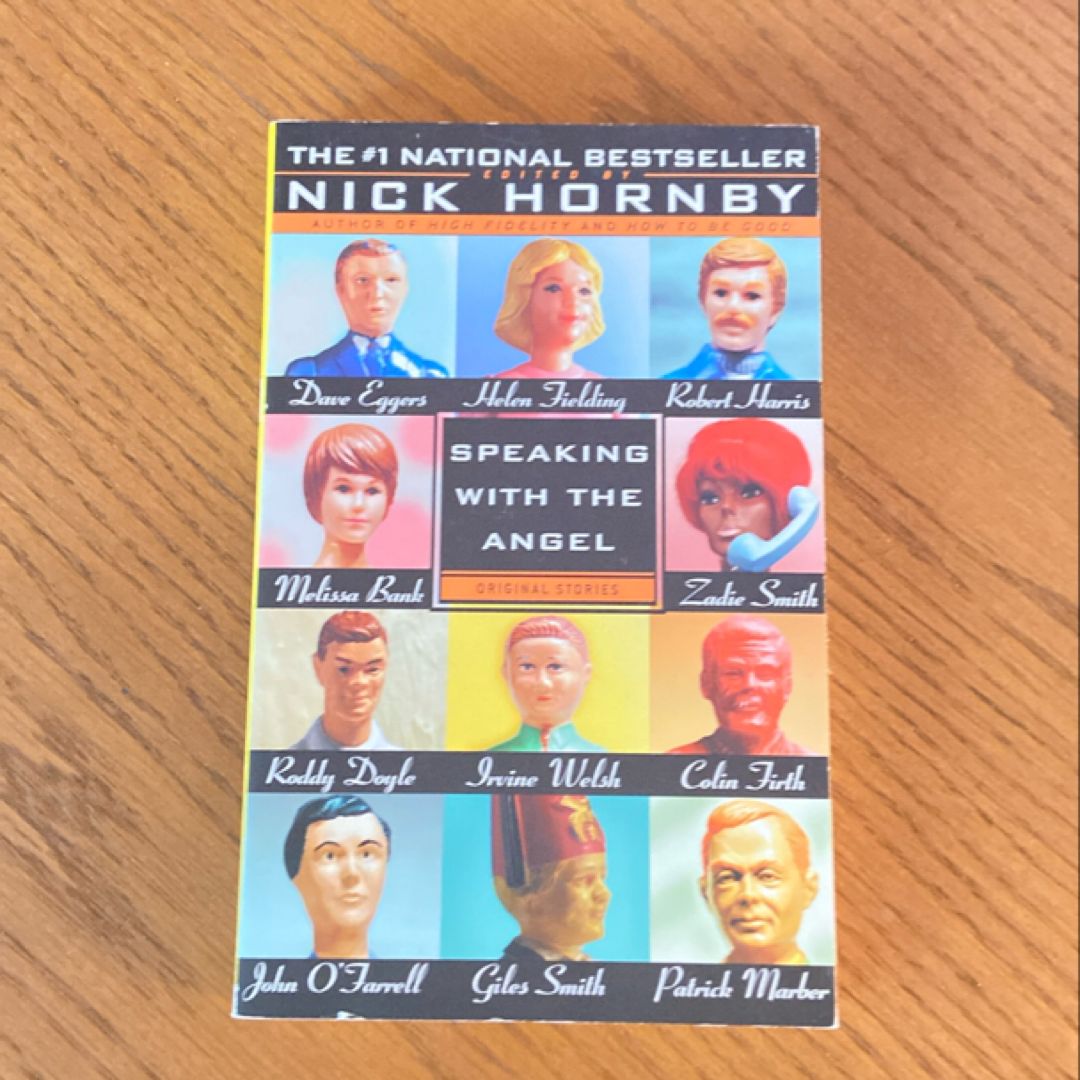 THE #1 NATIONAL BESTSELLER
EDITED BY
NICK HORNBY
AUTHOR OF HIGH FIDELITY AND HOW TO BE GOOD
Dave Eggers Helen Fielding Robert Harris
SPEAKING
WITH THE
ANGEL
ORIGINAL STORIES
Melissa Bank Zadie Smith
Roddy Doyle Irvine Welsh Colin Firth
John O'Farrell Giles Smith Patrick Marber